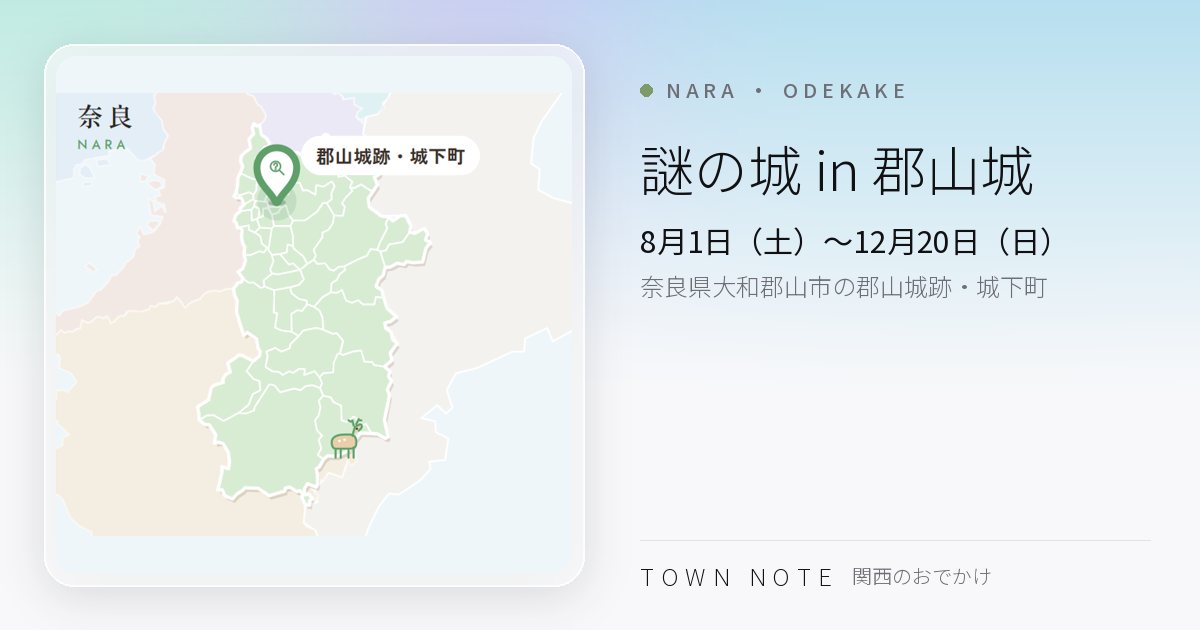 奈良
NARA
郡山城跡・城下町
NARA • ODEKAKE
謎の城 in 郡山城
8月1日（土）〜12月20日（日）
奈良県大和郡山市の郡山城跡・城下町
TOWN NOTE 関西のおでかけ